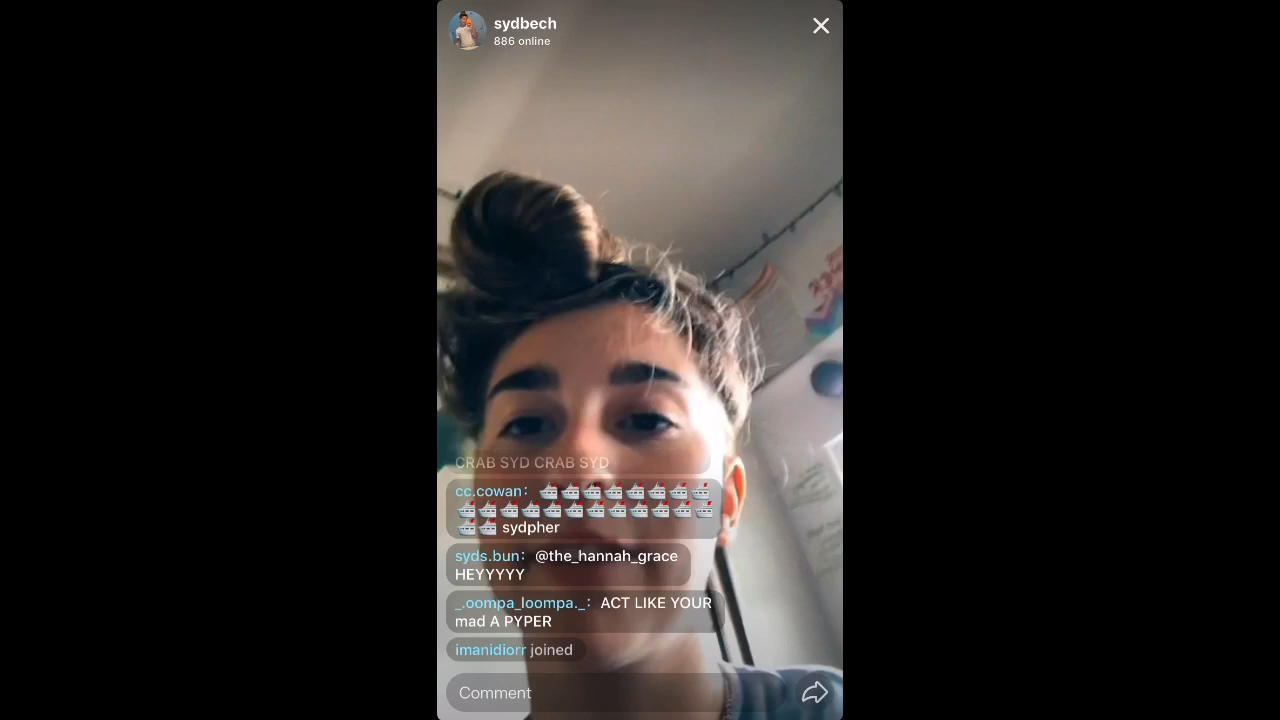 sydbech
886 online
CRAB SYD CRAB SYD
cc.cowan: 🚢🚢🚢🚢🚢🚢🚢🚢
🚢🚢🚢🚢🚢🚢🚢🚢🚢🚢🚢🚢
🚢🚢 sydpher
syds.bun: @the_hannah_grace
HEYYYYY
_.oompa_loompa._: ACT LIKE YOUR
mad A PYPER
imanidiorr joined
Comment